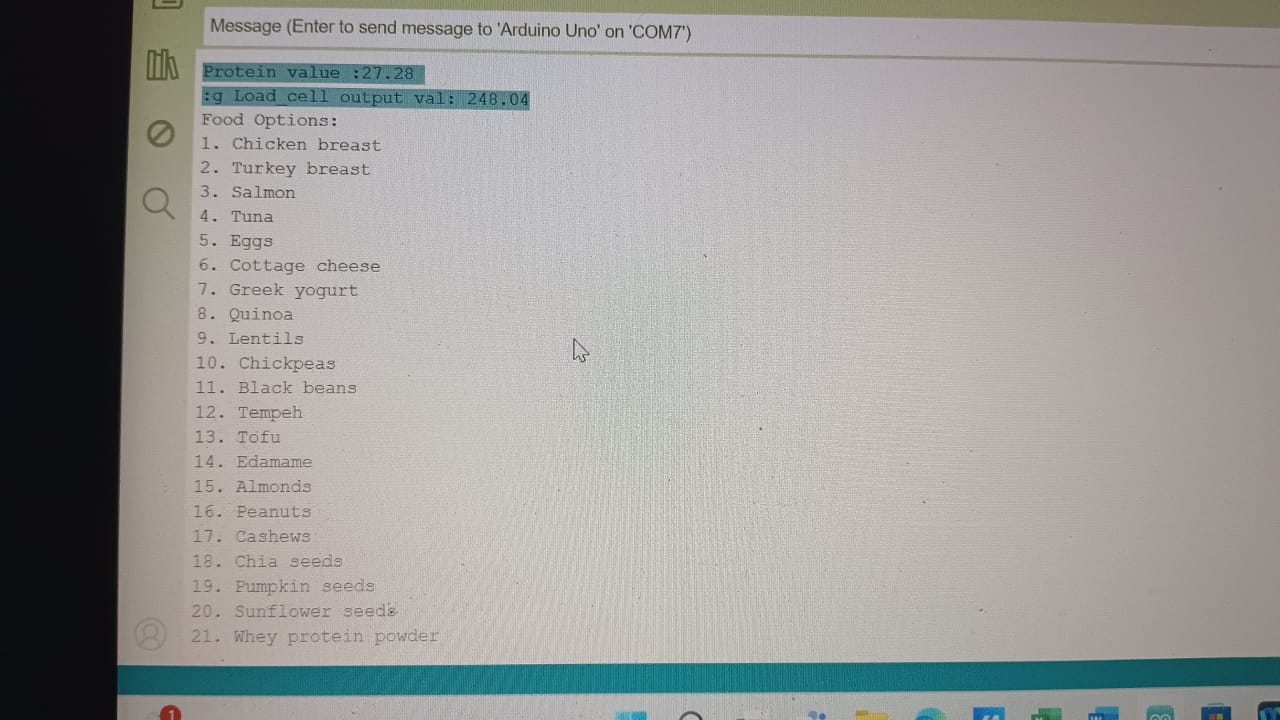 Message (Enter to send message to 'Arduino Uno' on 'COM7')
Protein value :27.28
:g Load_cell output val: 248.04
Food Options:
1. Chicken breast
2. Turkey breast
3. Salmon
4. Tuna
5. Eggs
6. Cottage cheese
7. Greek yogurt
8. Quinoa
9. Lentils
10. Chickpeas
11. Black beans
12. Tempeh
13. Tofu
14. Edamame
15. Almonds
16. Peanuts
17. Cashews
18. Chia seeds
19. Pumpkin seeds
20. Sunflower seeds
21. Whey protein powder
1